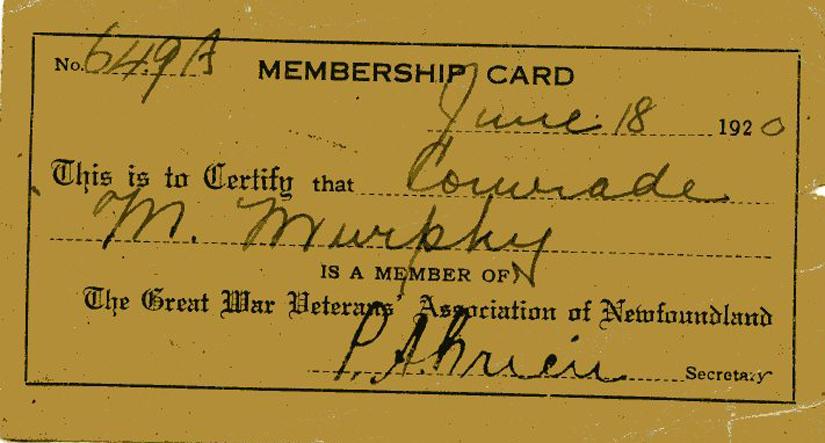 No. 649A MEMBERSHIP CARD
June 18 1920
This is to Certify that Comrade
M. Murphy
IS A MEMBER OF
The Great War Veterans' Association of Newfoundland
Secretary